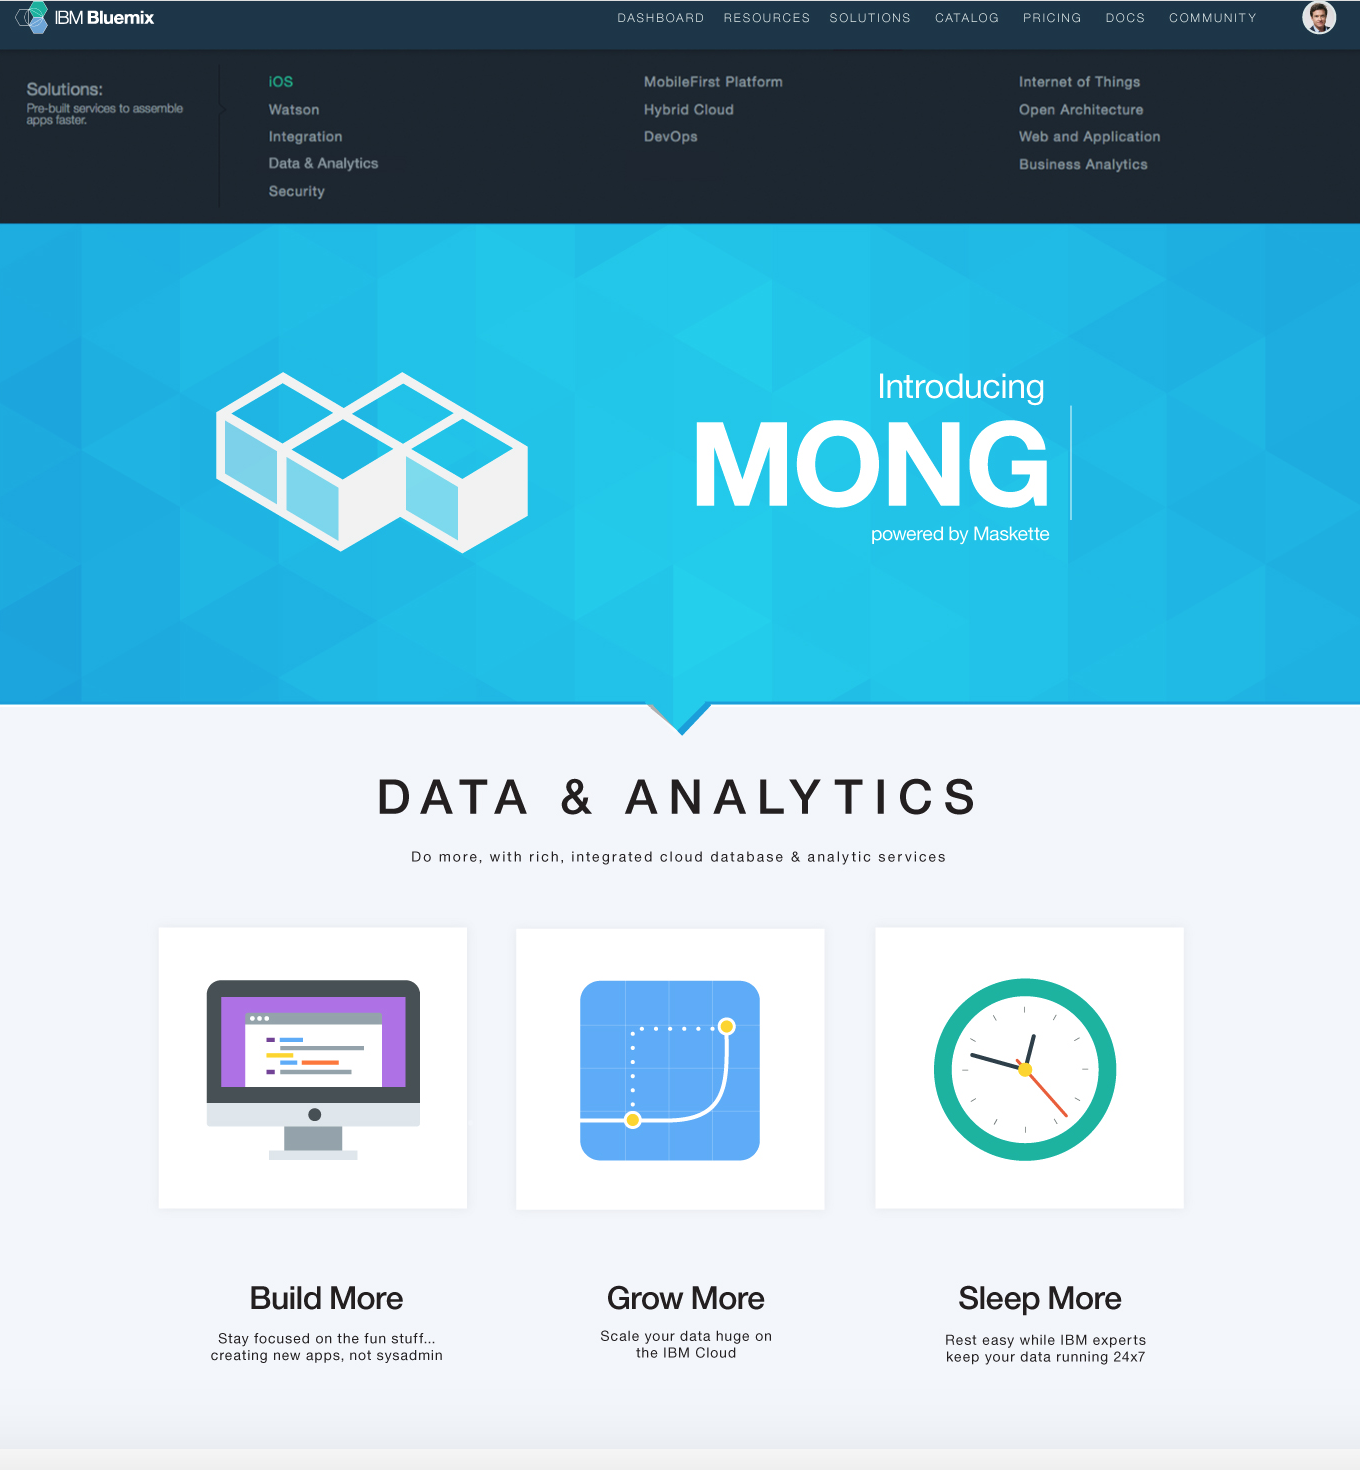 IBM Bluemix
DASHBOARD RESOURCES SOLUTIONS CATALOG PRICING DOCS COMMUNITY
Solutions:
Pre-built services to assemble
apps faster.
iOS
Watson
Integration
Data & Analytics
Security
MobileFirst Platform
Hybrid Cloud
DevOps
Internet of Things
Open Architecture
Web and Application
Business Analytics
Introducing
MONG
powered by Maskette
DATA & ANALYTICS
Do more, with rich, integrated cloud database & analytic services
Build More
Stay focused on the fun stuff...
creating new apps, not sysadmin
Grow More
Scale your data huge on
the IBM Cloud
Sleep More
Rest easy while IBM experts
keep your data running 24x7